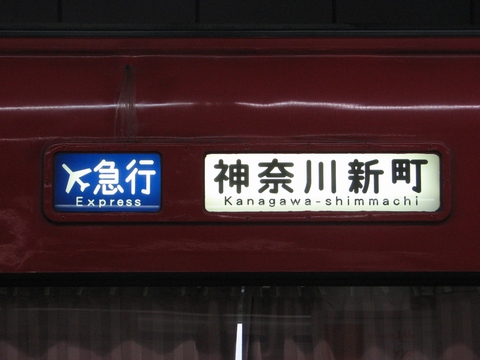 急行
Express
神奈川新町
Kanagawa-shimmachi